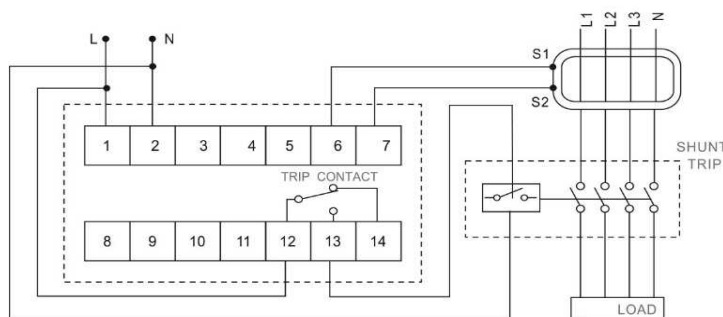 L1 L2 L3 N
L N
S1
S2
1 2 3 4 5 6 7
SHUNT
TRIP
TRIP CONTACT
8 9 10 11 12 13 14
LOAD